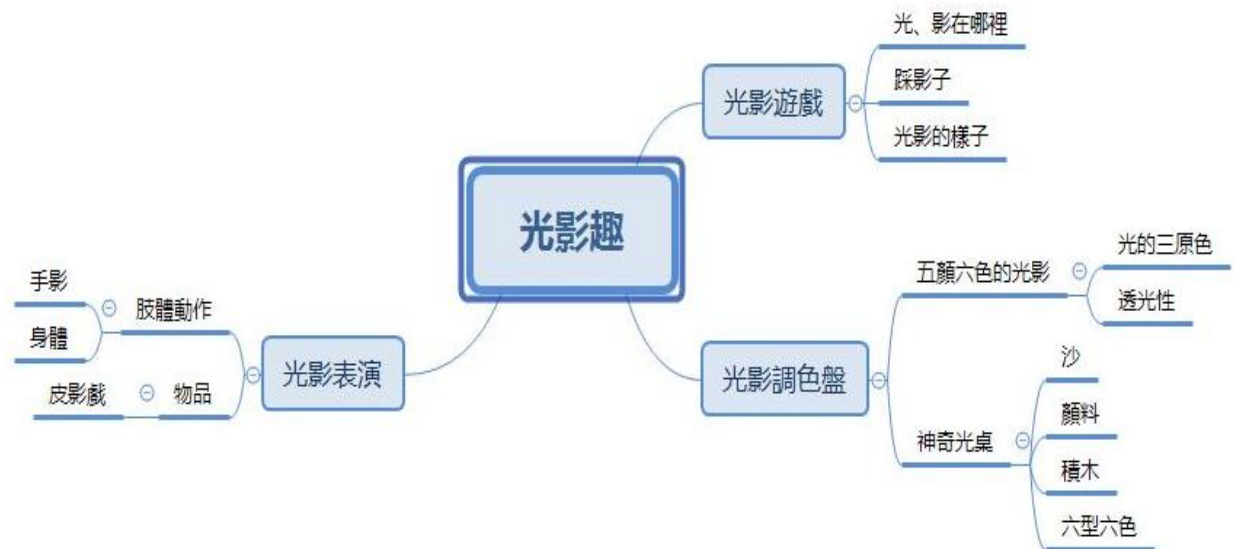 光影趣
光影遊戲
光、影在哪裡
踩影子
光影的樣子
光影調色盤
五顏六色的光影
光的三原色
透光性
神奇光桌
沙
顏料
積木
六型六色
光影表演
肢體動作
手影
身體
物品
皮影戲